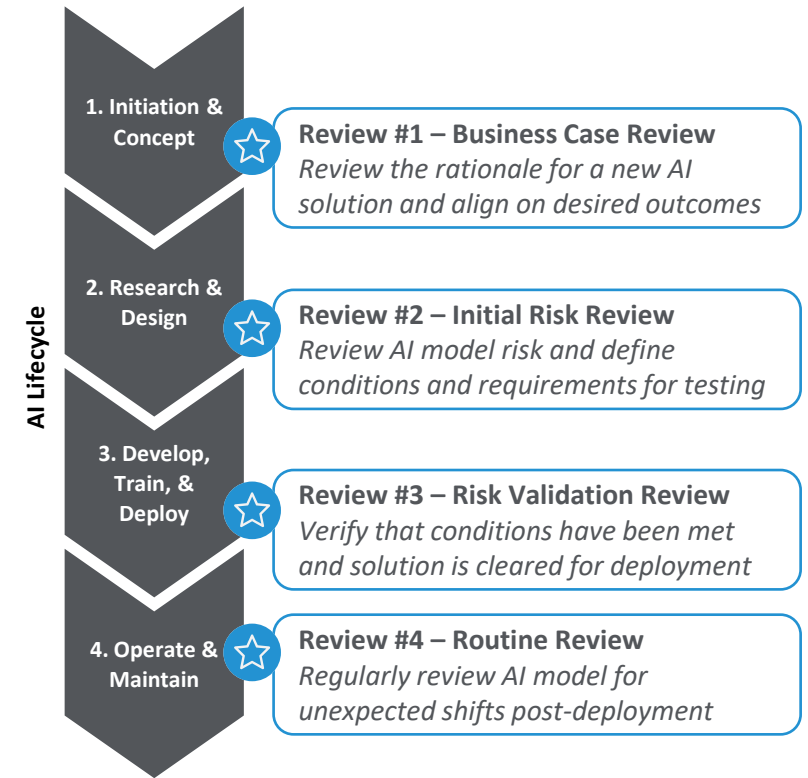 AI Lifecycle
1. Initiation &
Concept
Review #1 – Business Case Review
Review the rationale for a new AI
solution and align on desired outcomes
2. Research &
Design
Review #2 – Initial Risk Review
Review AI model risk and define
conditions and requirements for testing
3. Develop,
Train, &
Deploy
Review #3 – Risk Validation Review
Verify that conditions have been met
and solution is cleared for deployment
4. Operate &
Maintain
Review #4 – Routine Review
Regularly review AI model for
unexpected shifts post-deployment